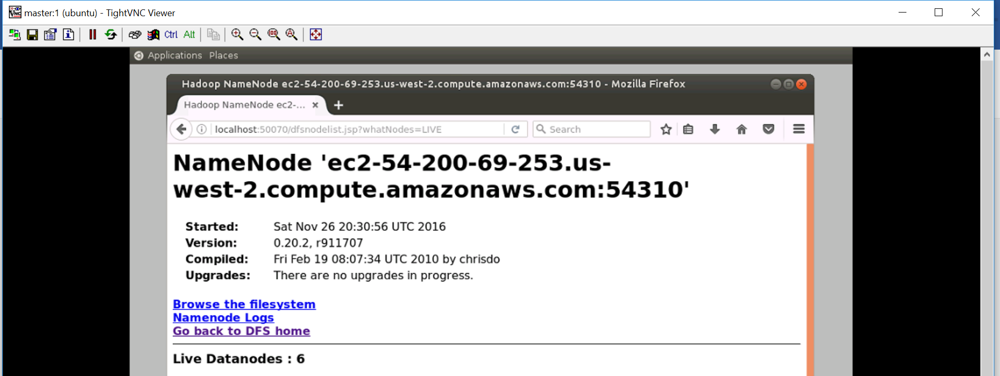 master:1 (ubuntu) - TightVNC Viewer
Ctrl Alt
Applications Places
Hadoop NameNode ec2-54-200-69-253.us-west-2.compute.amazonaws.com:54310 - Mozilla Firefox
Hadoop NameNode ec2-...
localhost:50070/dfsnodelist.jsp?whatNodes=LIVE
Search
NameNode 'ec2-54-200-69-253.us-
west-2.compute.amazonaws.com:54310'
Started: Sat Nov 26 20:30:56 UTC 2016
Version: 0.20.2, r911707
Compiled: Fri Feb 19 08:07:34 UTC 2010 by chrisdo
Upgrades: There are no upgrades in progress.
Browse the filesystem
Namenode Logs
Go back to DFS home
Live Datanodes : 6